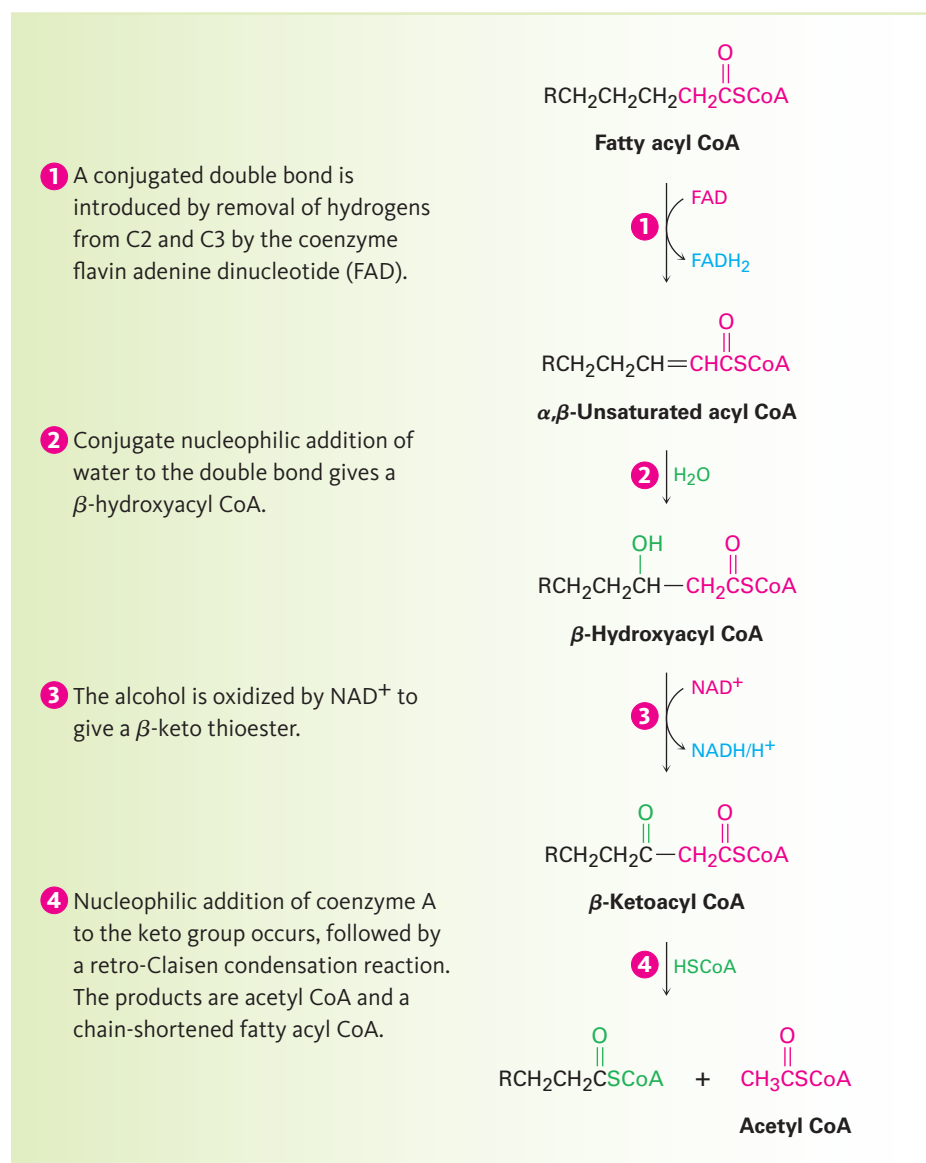 O
||
RCH₂CH₂CH₂CH₂CSCoA
Fatty acyl CoA
1 A conjugated double bond is
introduced by removal of hydrogens
from C2 and C3 by the coenzyme
flavin adenine dinucleotide (FAD).
1
FAD
FADH₂
O
||
RCH₂CH₂CH=CHCSCoA
α,β-Unsaturated acyl CoA
2 Conjugate nucleophilic addition of
water to the double bond gives a
β-hydroxyacyl CoA.
2 H₂O
OH O
| ||
RCH₂CH₂CH—CH₂CSCoA
β-Hydroxyacyl CoA
3 The alcohol is oxidized by NAD⁺ to
give a β-keto thioester.
3
NAD⁺
NADH/H⁺
O O
|| ||
RCH₂CH₂C—CH₂CSCoA
β-Ketoacyl CoA
4 Nucleophilic addition of coenzyme A
to the keto group occurs, followed by
a retro-Claisen condensation reaction.
The products are acetyl CoA and a
chain-shortened fatty acyl CoA.
4 HSCoA
O O
|| ||
RCH₂CH₂CSCoA + CH₃CSCoA
Acetyl CoA